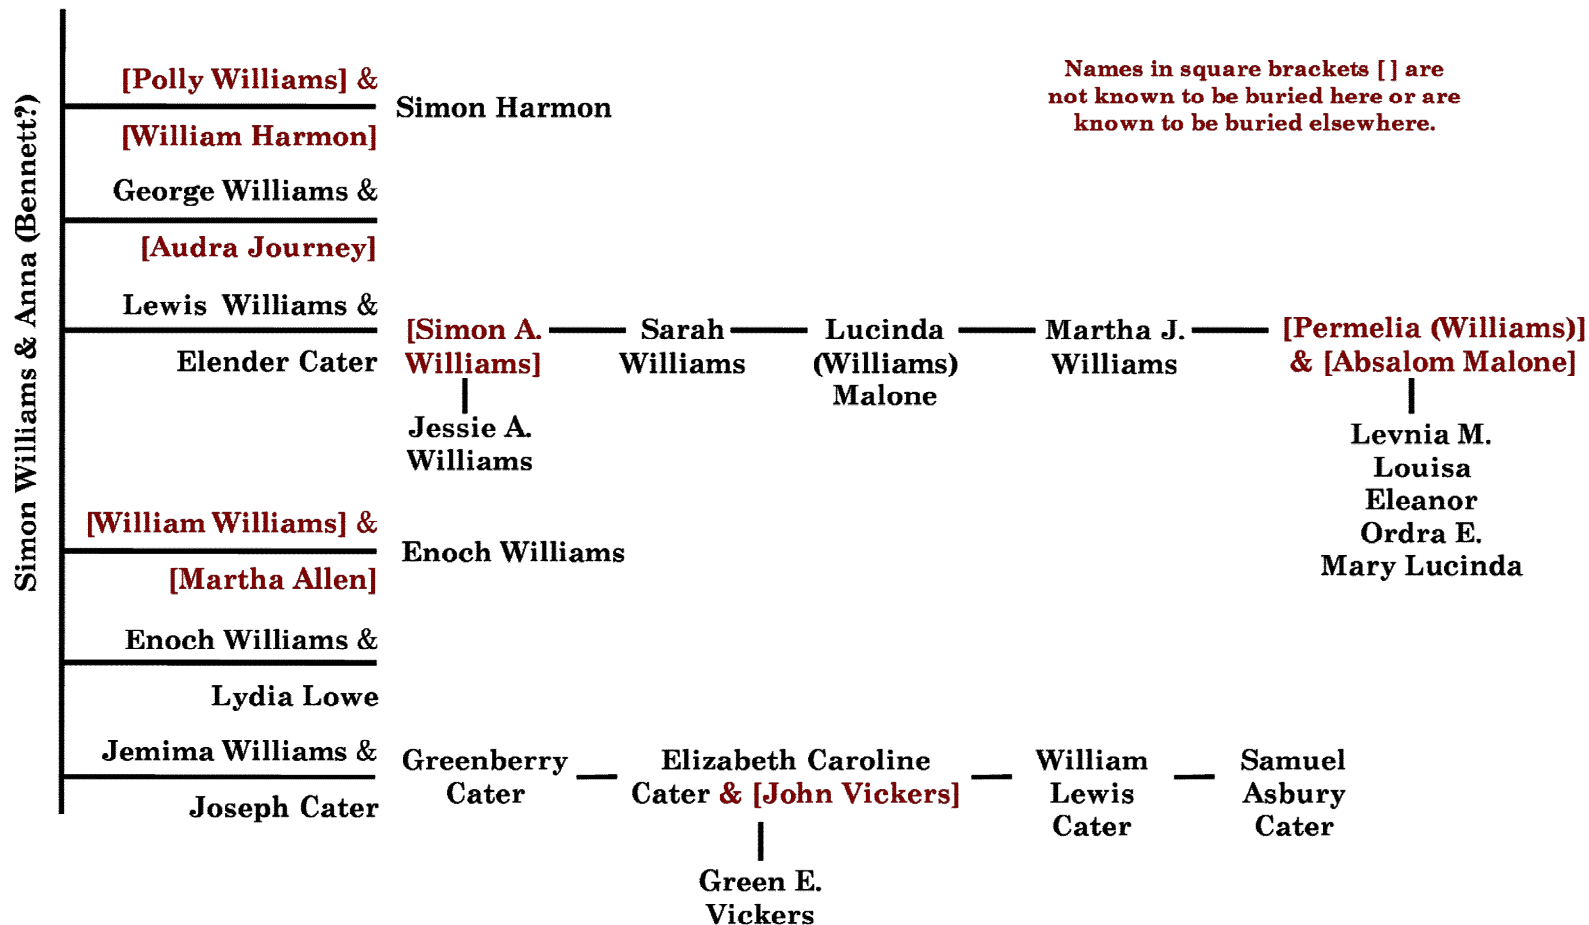 Simon Williams & Anna (Bennett?)
[Polly Williams] &
[William Harmon]
Simon Harmon
Names in square brackets [ ] are
not known to be buried here or are
known to be buried elsewhere.
George Williams &
[Audra Journey]
Lewis Williams &
Elender Cater
[Simon A.
Williams]
Jessie A.
Williams
Sarah
Williams
Lucinda
(Williams)
Malone
Martha J.
Williams
[Permelia (Williams)]
& [Absalom Malone]
Levnia M.
Louisa
Eleanor
Ordra E.
Mary Lucinda
[William Williams] &
[Martha Allen]
Enoch Williams
Enoch Williams &
Lydia Lowe
Jemima Williams &
Joseph Cater
Greenberry
Cater
Elizabeth Caroline
Cater & [John Vickers]
Green E.
Vickers
William
Lewis
Cater
Samuel
Asbury
Cater